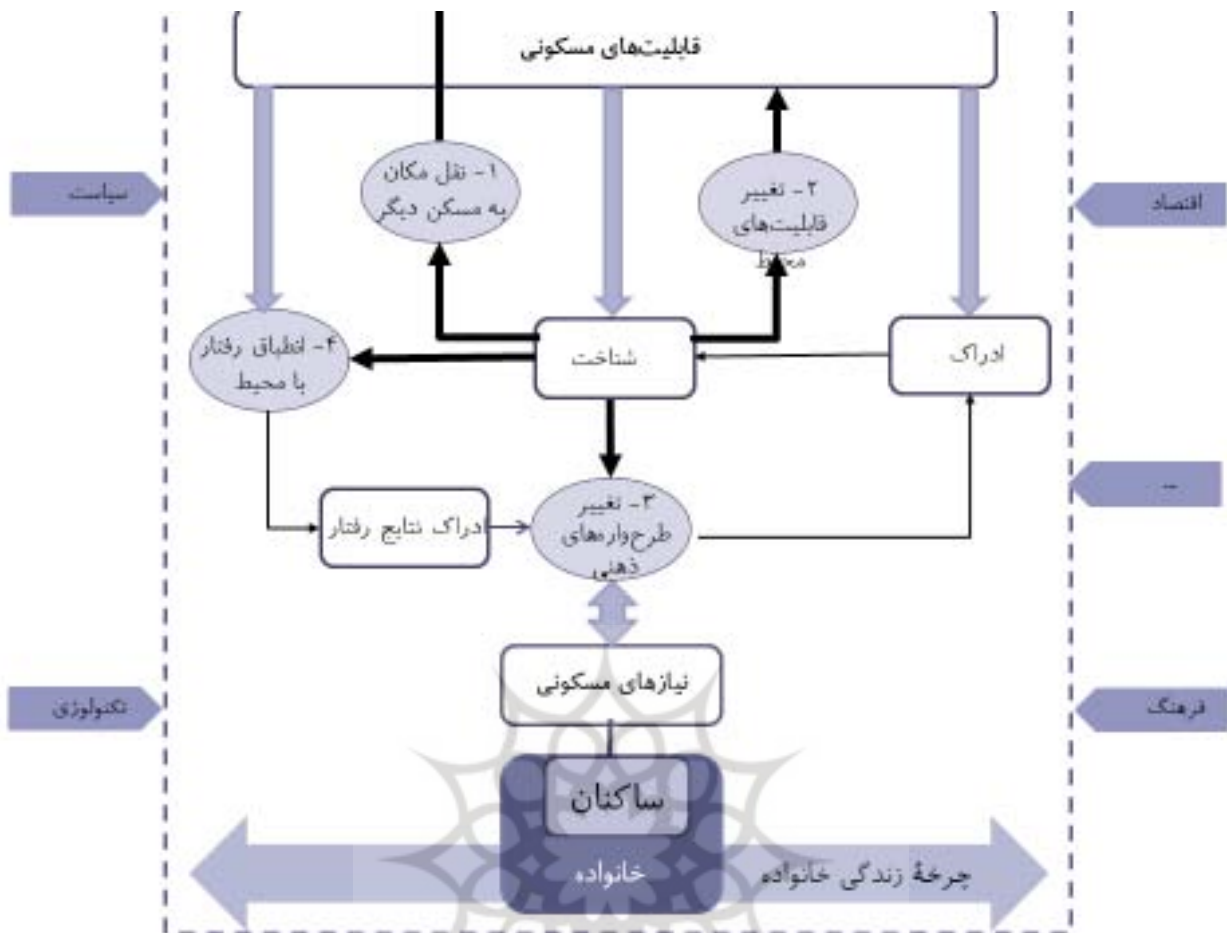 قابلیت‌های مسکونی
۱- نقل مکان
به مسکن دیگر
۲- تغییر
قابلیت‌های
محیط
سیاست
اقتصاد
۴- انطباق رفتار
با محیط
شناخت
ادراک
...
۳- تغییر
طرح‌واره‌های
ذهنی
ادراک نتایج رفتار
نیازهای مسکونی
تکنولوژی
فرهنگ
ساکنان
خانواده
چرخهٔ زندگی خانواده